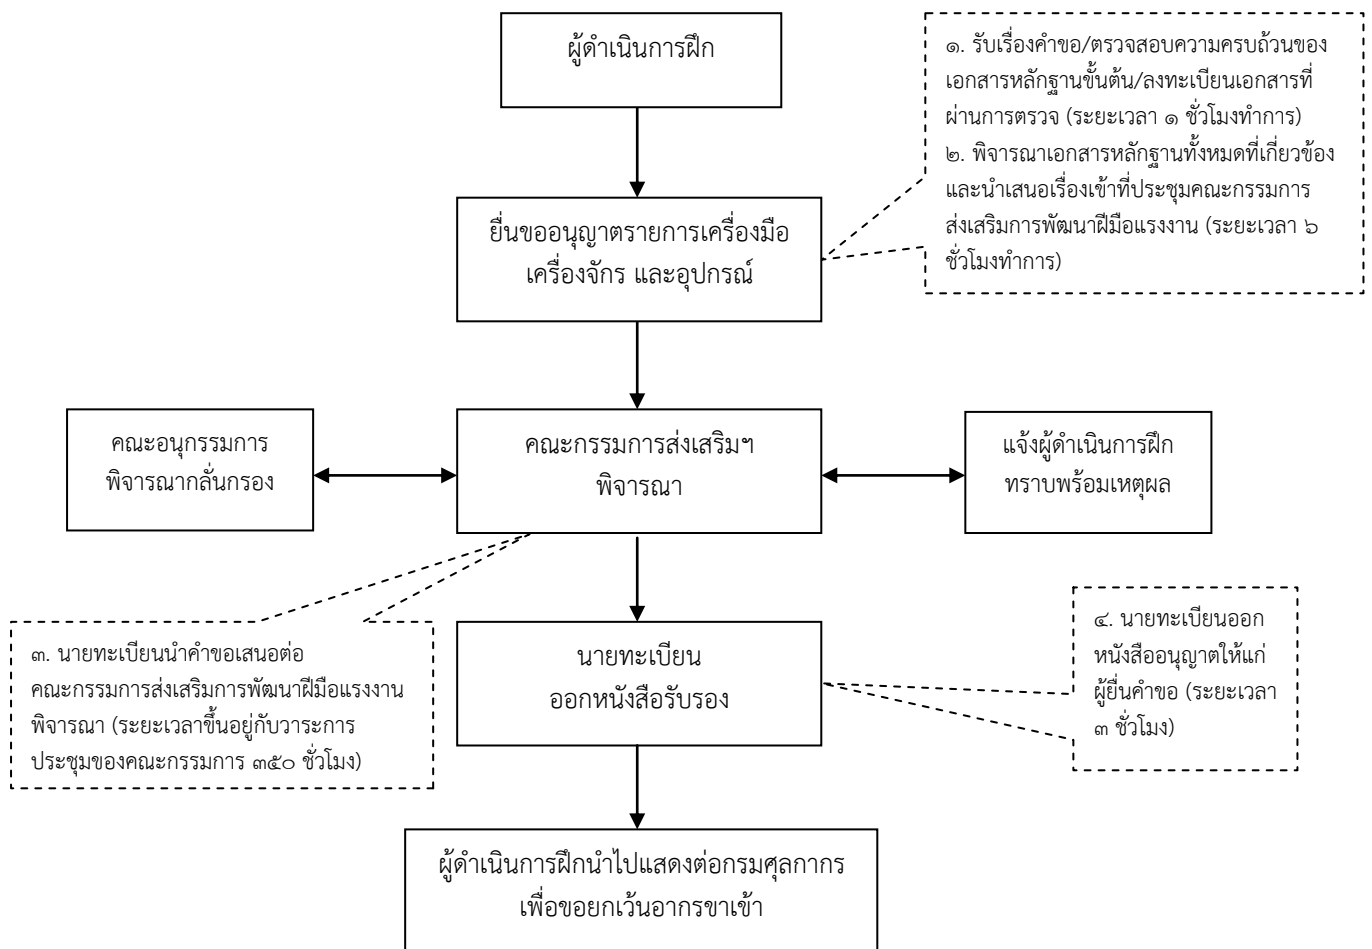 ผู้ดำเนินการฝึก
๑. รับเรื่องคำขอ/ตรวจสอบความครบถ้วนของ
เอกสารหลักฐานขั้นต้น/ลงทะเบียนเอกสารที่
ผ่านการตรวจ (ระยะเวลา ๑ ชั่วโมงทำการ)
๒. พิจารณาเอกสารหลักฐานทั้งหมดที่เกี่ยวข้อง
และนำเสนอเรื่องเข้าที่ประชุมคณะกรรมการ
ส่งเสริมการพัฒนาฝีมือแรงงาน (ระยะเวลา ๖
ชั่วโมงทำการ)
ยื่นขออนุญาตรายการเครื่องมือ
เครื่องจักร และอุปกรณ์
คณะอนุกรรมการ
พิจารณากลั่นกรอง
คณะกรรมการส่งเสริมฯ
พิจารณา
แจ้งผู้ดำเนินการฝึก
ทราบพร้อมเหตุผล
๓. นายทะเบียนนำคำขอเสนอต่อ
คณะกรรมการส่งเสริมการพัฒนาฝีมือแรงงาน
พิจารณา (ระยะเวลาขึ้นอยู่กับวาระการ
ประชุมของคณะกรรมการ ๓๕๐ ชั่วโมง)
นายทะเบียน
ออกหนังสือรับรอง
๔. นายทะเบียนออก
หนังสืออนุญาตให้แก่
ผู้ยื่นคำขอ (ระยะเวลา
๓ ชั่วโมง)
ผู้ดำเนินการฝึกนำไปแสดงต่อกรมศุลกากร
เพื่อขอยกเว้นอากรขาเข้า